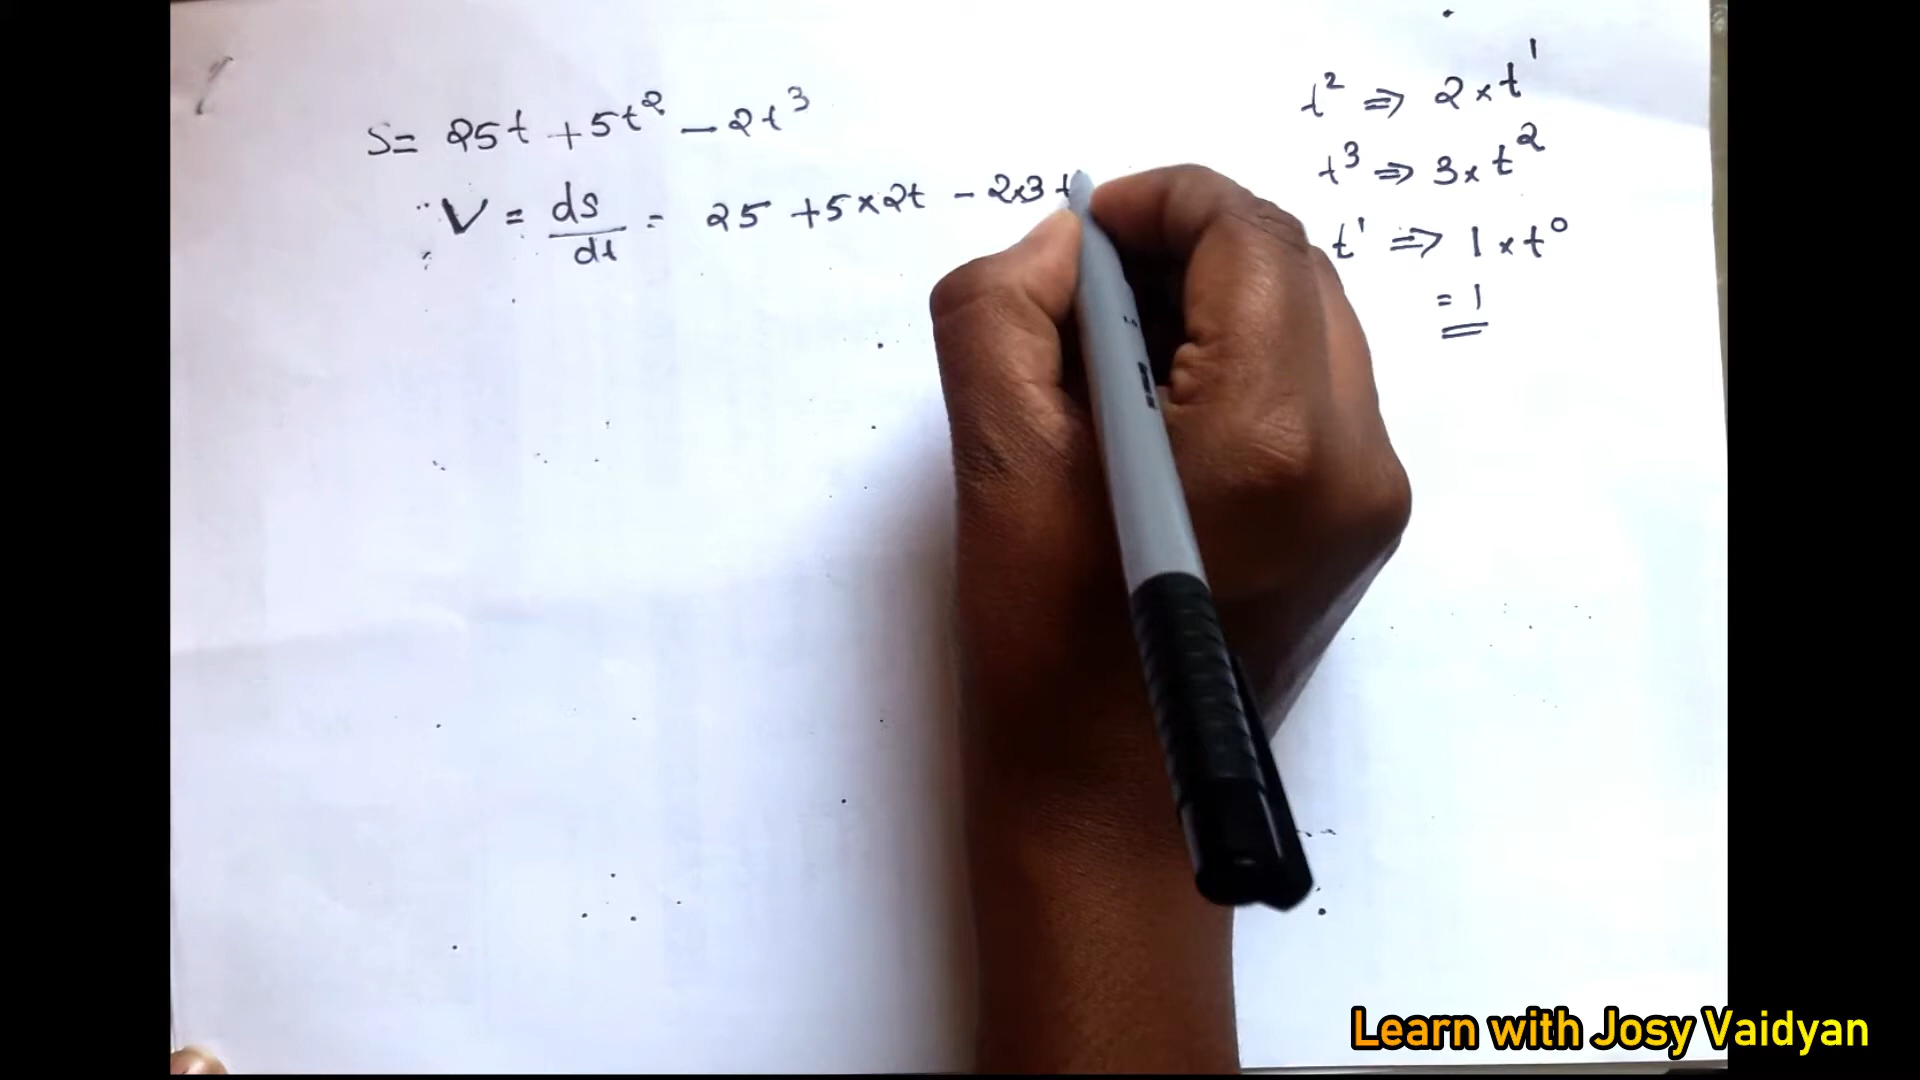 S= 25t + 5t² - 2t³
V = ds/dt = 25 + 5×2t - 2×3t
t² ⇒ 2×t¹
t³ ⇒ 3×t²
t¹ ⇒ 1×t⁰
= 1
Learn with Josy Vaidyan